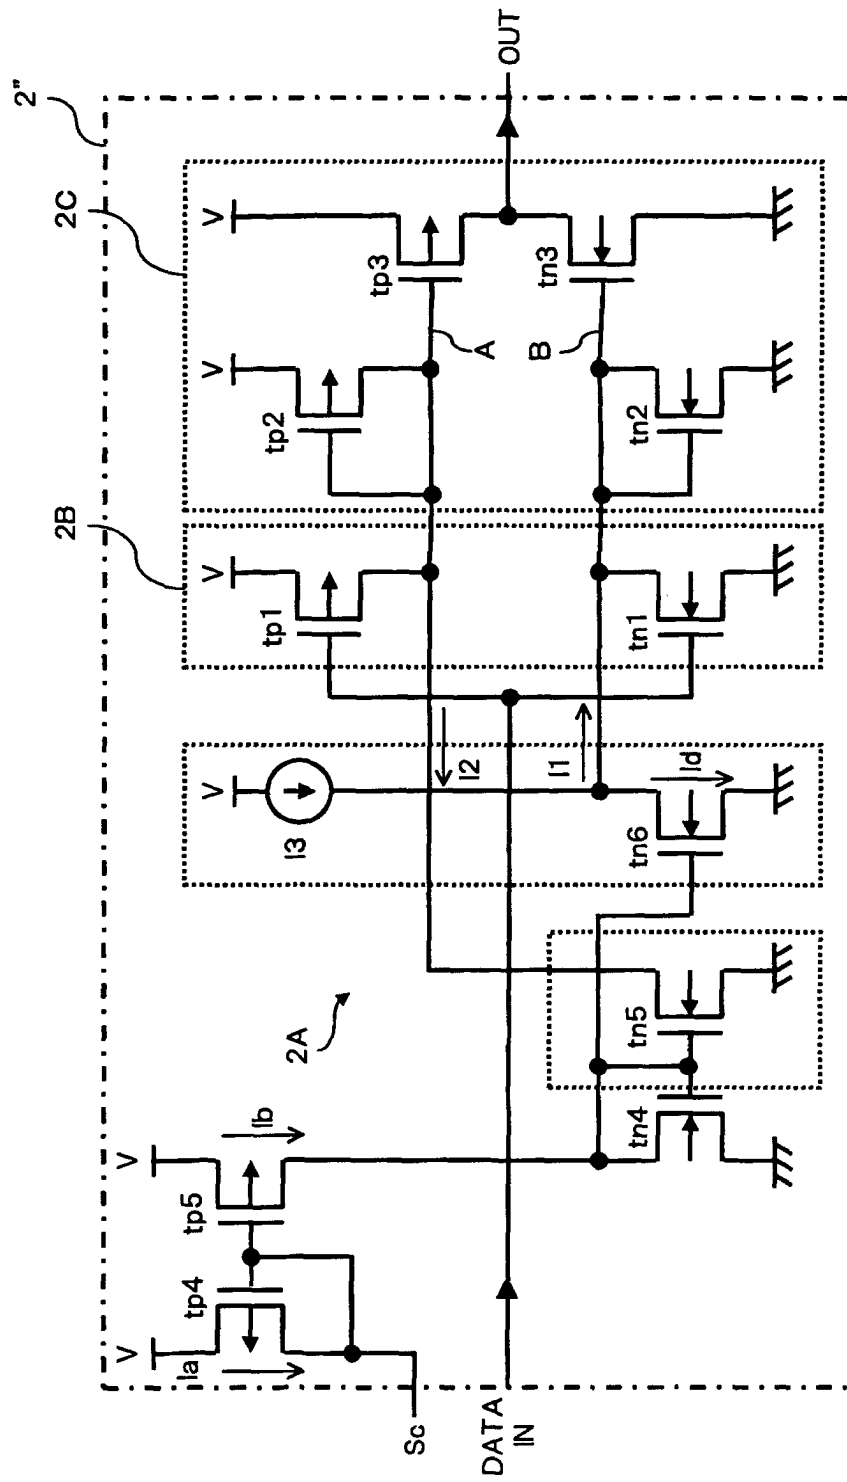 2"
2C
2B
V
V
V
V
V
V
tp3
tp2
tp1
A
B
OUT
tn3
tn2
tn1
I3
I2
I1
Id
tn6
2A
tn5
tn4
Ib
tp5
tp4
Ia
Sc
DATA
IN